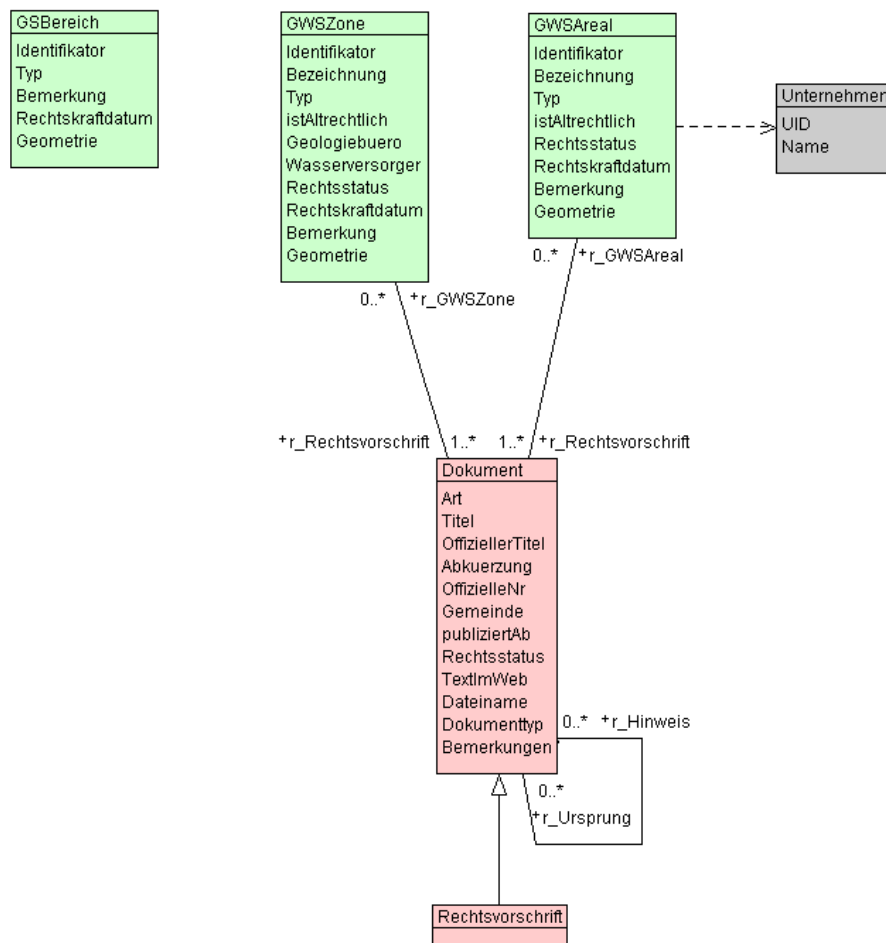 GSBereich
Identifikator
Typ
Bemerkung
Rechtskraftdatum
Geometrie
GWSZone
Identifikator
Bezeichnung
Typ
istAltrechtlich
Geologiebuero
Wasserversorger
Rechtsstatus
Rechtskraftdatum
Bemerkung
Geometrie
GWSAreal
Identifikator
Bezeichnung
Typ
istAltrechtlich
Rechtsstatus
Rechtskraftdatum
Bemerkung
Geometrie
Unternehmen
UID
Name
0..* +r_GWSZone
0..* +r_GWSAreal
+r_Rechtsvorschrift 1..*
1..* +r_Rechtsvorschrift
Dokument
Art
Titel
OffiziellerTitel
Abkuerzung
OffizielleNr
Gemeinde
publiziertAb
Rechtsstatus
TextImWeb
Dateiname
Dokumenttyp
Bemerkungen
0..* +r_Hinweis
0..*
+r_Ursprung
Rechtsvorschrift